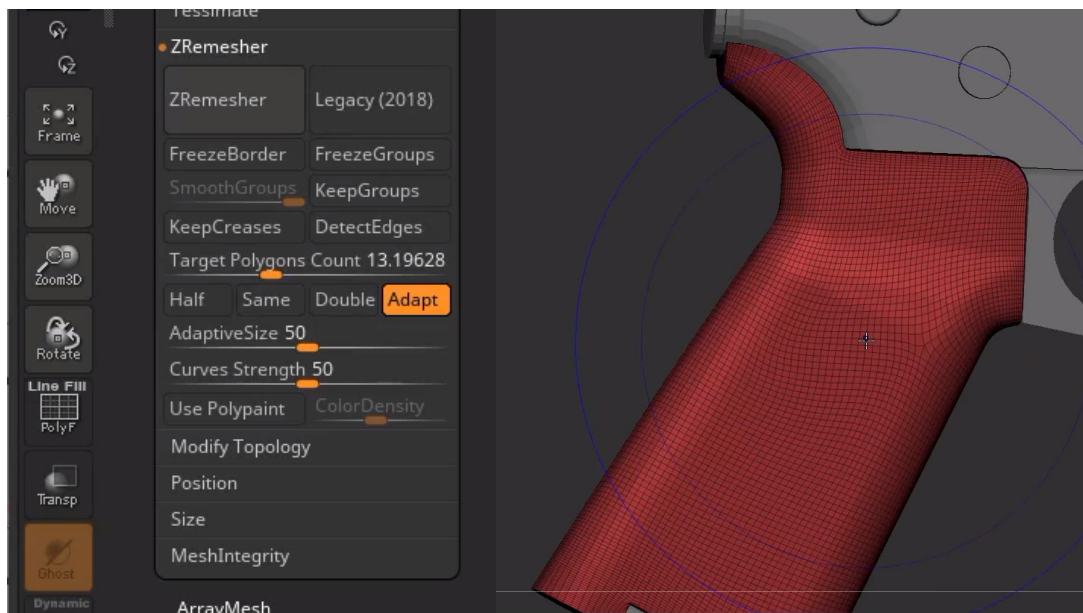 Tessimate
Y
Z
ZRemesher
ZRemesher
Legacy (2018)
Frame
FreezeBorder
FreezeGroups
SmoothGroups
KeepGroups
Move
KeepCreases
DetectEdges
Target Polygons Count 13.19628
Zoom3D
Half
Same
Double
Adapt
AdaptiveSize 50
Rotate
Curves Strength 50
Line Fill
PolyF
Use Polypaint
ColorDensity
Modify Topology
Position
Transp
Size
MeshIntegrity
Ghost
Dynamic
ArrayMesh